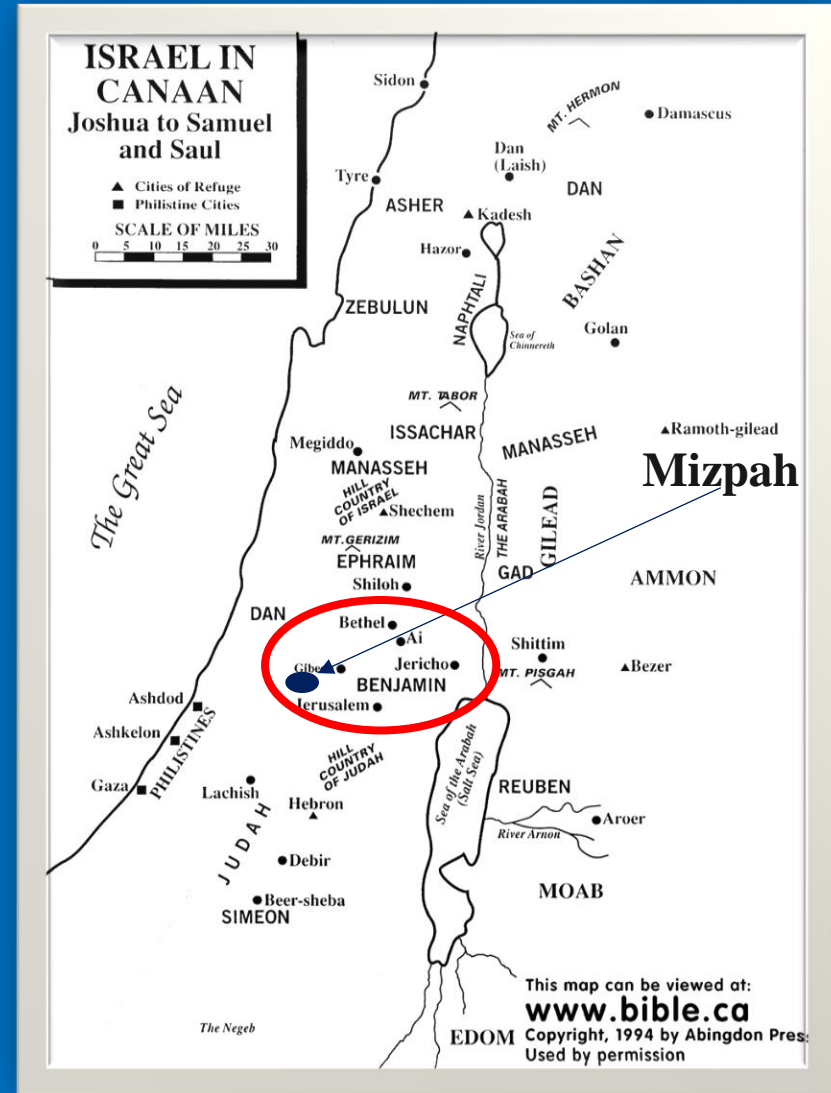 ISRAEL IN
CANAAN
Joshua to Samuel
and Saul
▲ Cities of Refuge
■ Philistine Cities
SCALE OF MILES
0 5 10 15 20 25 30
Sidon
MT. HERMON
Damascus
Dan
(Laish)
Tyre
DAN
ASHER
Kadesh
Hazor
BASHAN
NAPHTALI
ZEBULUN
Sea of
Chinnereth
Golan
The Great Sea
MT. TABOR
ISSACHAR
MANASSEH
Ramoth-gilead
Megiddo
MANASSEH
Mizpah
HILL
COUNTRY
OF ISRAEL
Shechem
River Jordan
THE ARABAH
GILEAD
MT.GERIZIM
EPHRAIM
GAD
AMMON
Shiloh
DAN
Bethel
Ai
Shittim
Jericho
MT. PISGAH
Bezer
BENJAMIN
Ashdod
Jerusalem
Ashkelon
PHILISTINES
HILL
COUNTRY
OF JUDAH
Sea of the Arabah
(Salt Sea)
Gaza
Lachish
REUBEN
Hebron
Aroer
River Arnon
JUDAH
Debir
MOAB
Beer-sheba
SIMEON
This map can be viewed at:
www.bible.ca
The Negeb
EDOM
Copyright, 1994 by Abingdon Pres
Used by permission